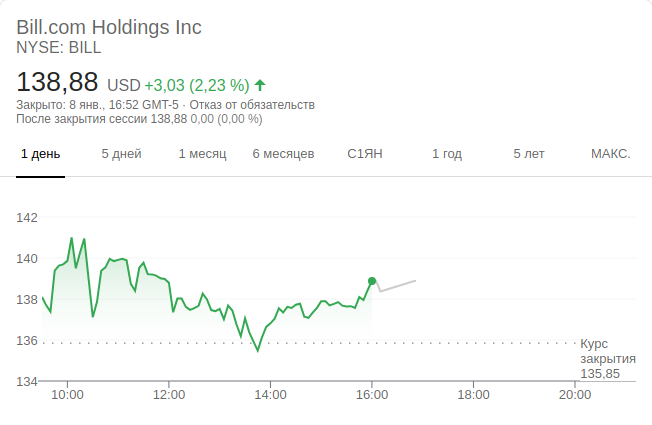 Bill.com Holdings Inc
NYSE: BILL
138,88 USD +3,03 (2,23 %)
Закрыто: 8 янв., 16:52 GMT-5 · Отказ от обязательств
После закрытия сессии 138,88 0,00 (0,00 %)
1 день 5 дней 1 месяц 6 месяцев С1ЯН 1 год 5 лет МАКС.
142
140
138
136
Курс
закрытия
135,85
134
10:00 12:00 14:00 16:00 18:00 20:00